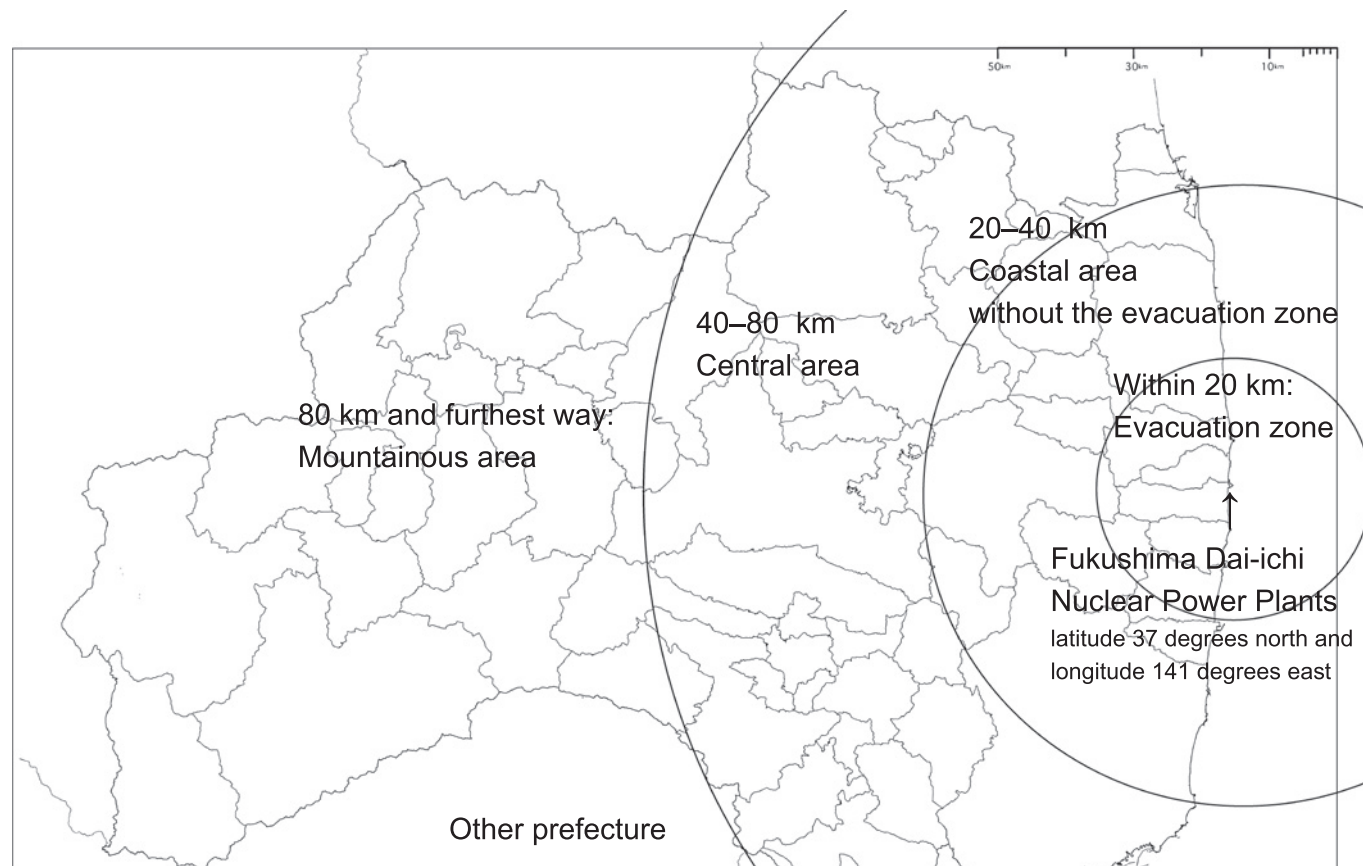 50km
30km
10km
20–40 km
Coastal area
without the evacuation zone
40–80 km
Central area
Within 20 km:
Evacuation zone
80 km and furthest way:
Mountainous area
Fukushima Dai-ichi
Nuclear Power Plants
latitude 37 degrees north and
longitude 141 degrees east
Other prefecture